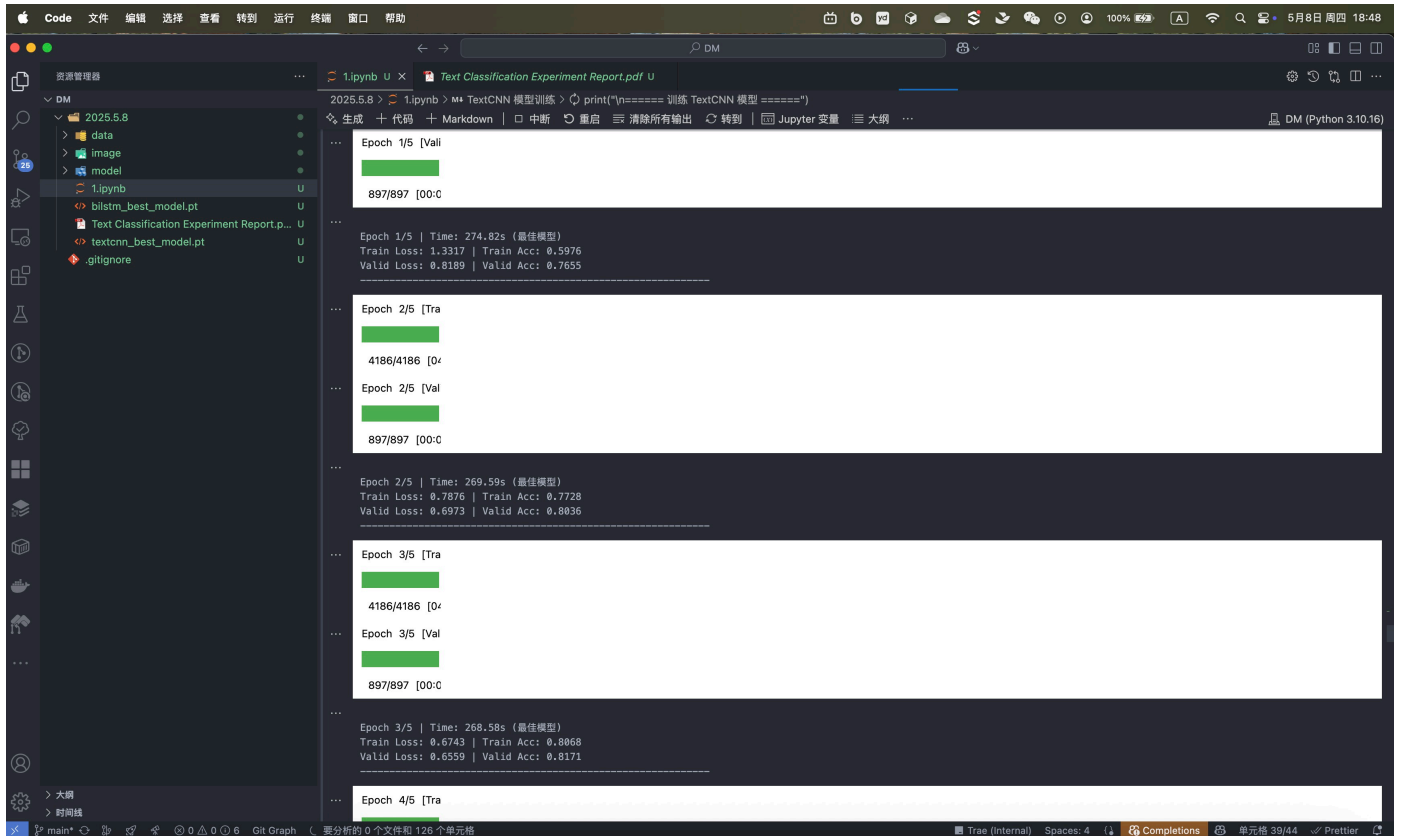 Code 文件 编辑 选择 查看 转到 运行 终端 窗口 帮助 100% A 5月8日 周四 18:48
DM
资源管理器
1.ipynb U
Text Classification Experiment Report.pdf U
DM
2025.5.8
data
image
model
1.ipynb U
bilstm_best_model.pt U
Text Classification Experiment Report.p... U
textcnn_best_model.pt U
.gitignore U
25
大纲
时间线
2025.5.8 > 1.ipynb > M↓ TextCNN 模型训练 > print("\n====== 训练 TextCNN 模型 ======")
生成 代码 Markdown 中断 重启 清除所有输出 转到 Jupyter 变量 大纲 ··· DM (Python 3.10.16)
Epoch 1/5 [Vali
897/897 [00:0
Epoch 1/5 | Time: 274.82s (最佳模型)
Train Loss: 1.3317 | Train Acc: 0.5976
Valid Loss: 0.8189 | Valid Acc: 0.7655
------------------------------------------------------------
Epoch 2/5 [Tra
4186/4186 [04
Epoch 2/5 [Val
897/897 [00:0
Epoch 2/5 | Time: 269.59s (最佳模型)
Train Loss: 0.7876 | Train Acc: 0.7728
Valid Loss: 0.6973 | Valid Acc: 0.8036
------------------------------------------------------------
Epoch 3/5 [Tra
4186/4186 [04
Epoch 3/5 [Val
897/897 [00:0
Epoch 3/5 | Time: 268.58s (最佳模型)
Train Loss: 0.6743 | Train Acc: 0.8068
Valid Loss: 0.6559 | Valid Acc: 0.8171
------------------------------------------------------------
Epoch 4/5 [Tra
main* 0 0 0 6 Git Graph 要分析的 0 个文件和 126 个单元格 Trae (Internal) Spaces: 4 Completions 单元格 39/44 Prettier